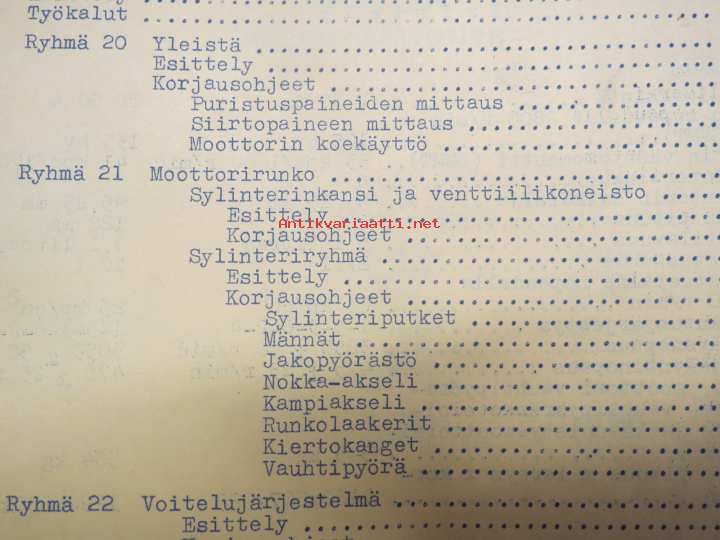 Työkalut
Ryhmä 20 Yleistä
Esittely
Korjausohjeet
Puristuspaineiden mittaus
Siirtopaineen mittaus
Moottorin koekäyttö
Ryhmä 21 Moottorirunko
Sylinterinkansi ja venttiilikoneisto
Esittely
Antikvariaatti.net
Korjausohjeet
Sylinteriryhmä
Esittely
Korjausohjeet
Sylinteriputket
Männät
Jakopyörästö
Nokka-akseli
Kampiakseli
Runkolaakerit
Kiertokanget
Vauhtipyörä
Ryhmä 22 Voitelujärjestelmä
Esittely